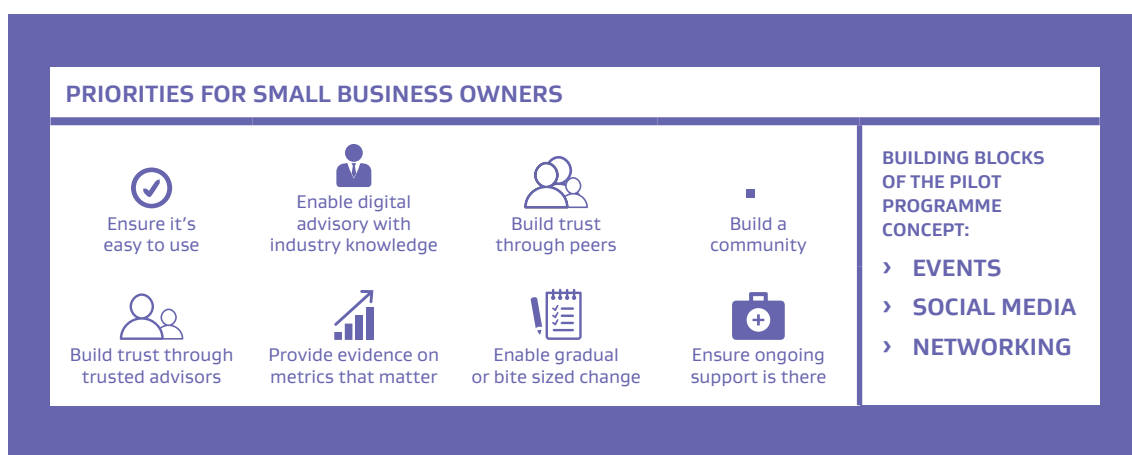 PRIORITIES FOR SMALL BUSINESS OWNERS
Ensure it's
easy to use
Enable digital
advisory with
industry knowledge
Build trust
through peers
Build a
community
Build trust through
trusted advisors
Provide evidence on
metrics that matter
Enable gradual
or bite sized change
Ensure ongoing
support is there
BUILDING BLOCKS
OF THE PILOT
PROGRAMME
CONCEPT:
› EVENTS
› SOCIAL MEDIA
› NETWORKING